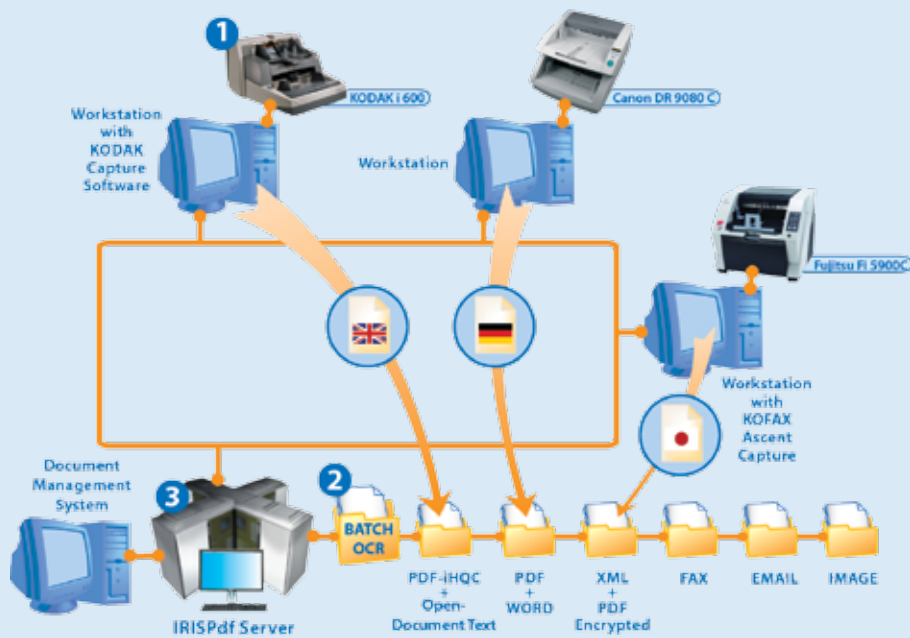 1
KODAK i 600
Canon DR 9080 C
Workstation
with
KODAK
Capture
Software
Workstation
Fujitsu Fi 5900C
Workstation
with
KOFAX
Ascent
Capture
Document
Management
System
3
2
BATCH
OCR
PDF-iHQC
+
Open-
Document Text
PDF
+
WORD
XML
+
PDF
Encrypted
FAX
EMAIL
IMAGE
IRISPdf Server